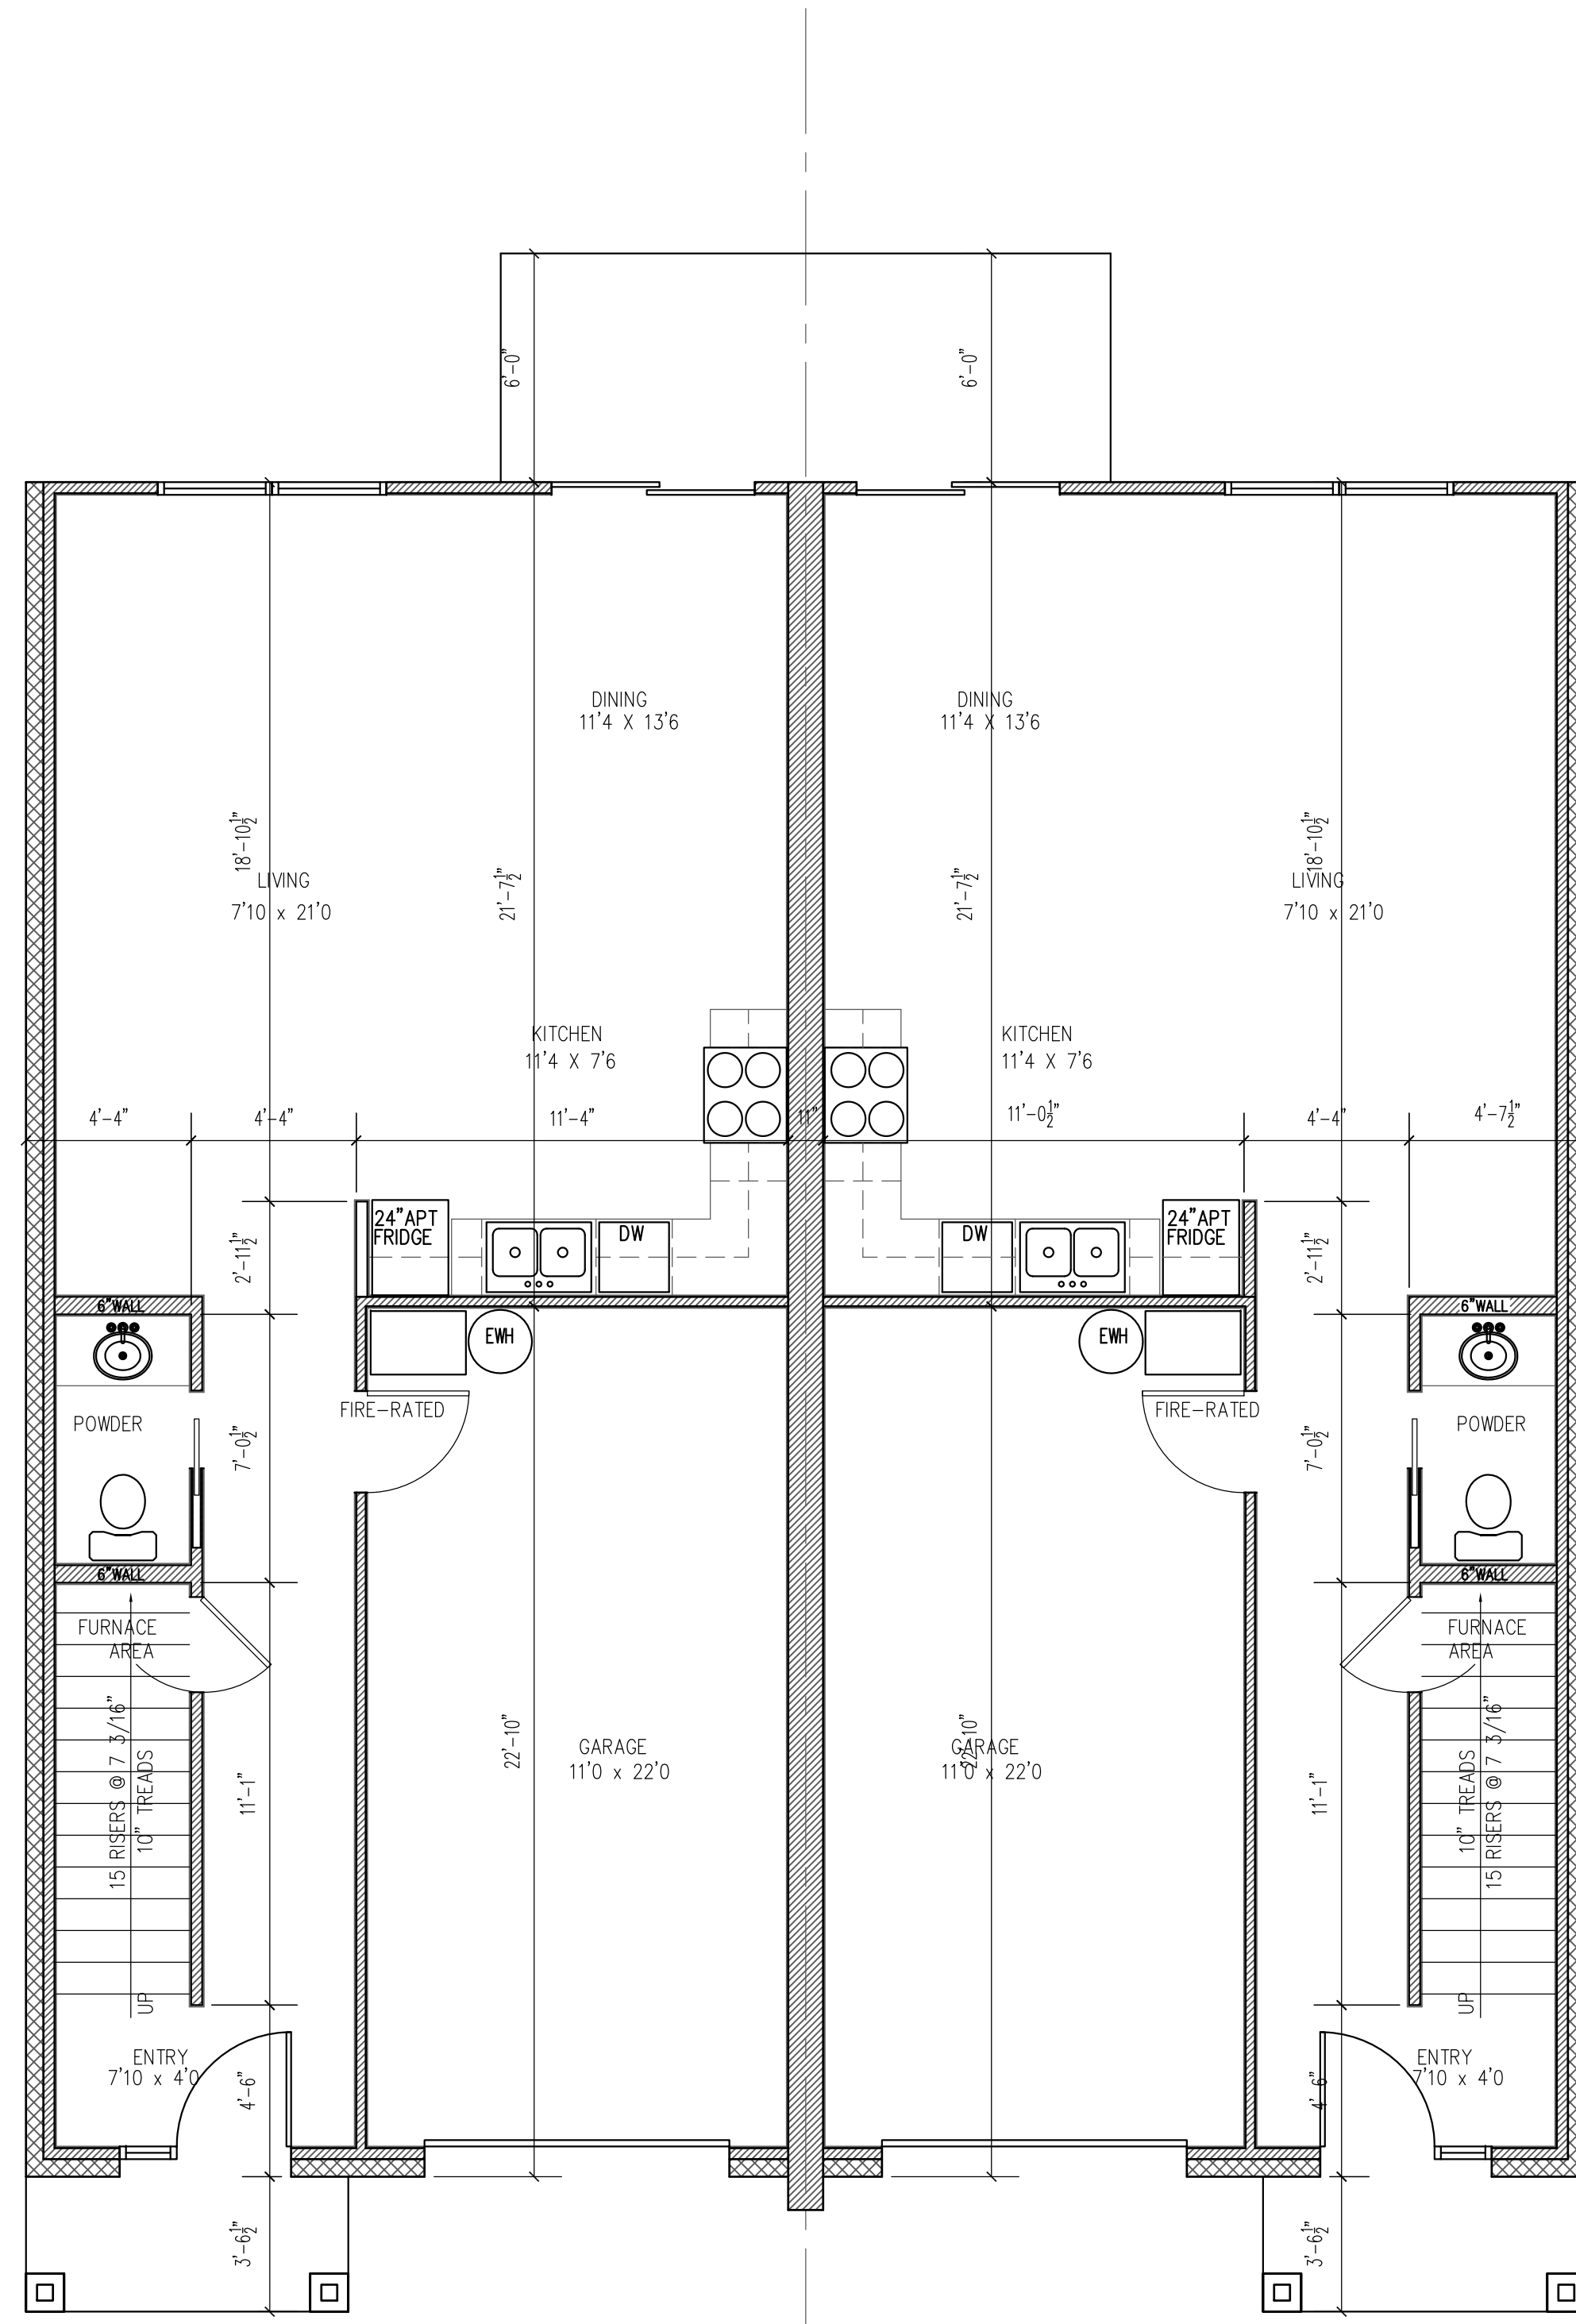 6'-0" 6'-0"
DINING DINING
11'4 X 13'6 11'4 X 13'6
18'-10½" 18'-10½"
21'-7½" 21'-7½"
LIVING LIVING
7'10 x 21'0 7'10 x 21'0
KITCHEN KITCHEN
11'4 X 7'6 11'4 X 7'6
4'-4" 4'-4" 11'-4" 11" 11'-0½" 4'-4" 4'-7½"
24"APT 24"APT
FRIDGE DW DW FRIDGE
2'-11½" 2'-11½"
6"WALL 6"WALL
EWH EWH
FIRE-RATED FIRE-RATED
POWDER POWDER
7'-0½" 7'-0½"
6"WALL 6"WALL
FURNACE FURNACE
AREA AREA
15 RISERS @ 7 3/16" 15 RISERS @ 7 3/16"
10" TREADS 10" TREADS
22'-10" 22'-10"
GARAGE GARAGE
11'0 x 22'0 11'0 x 22'0
11'-1" 11'-1"
UP UP
ENTRY ENTRY
7'10 x 4'0 7'10 x 4'0
4'-6" 4'-6"
3'-6½" 3'-6½"